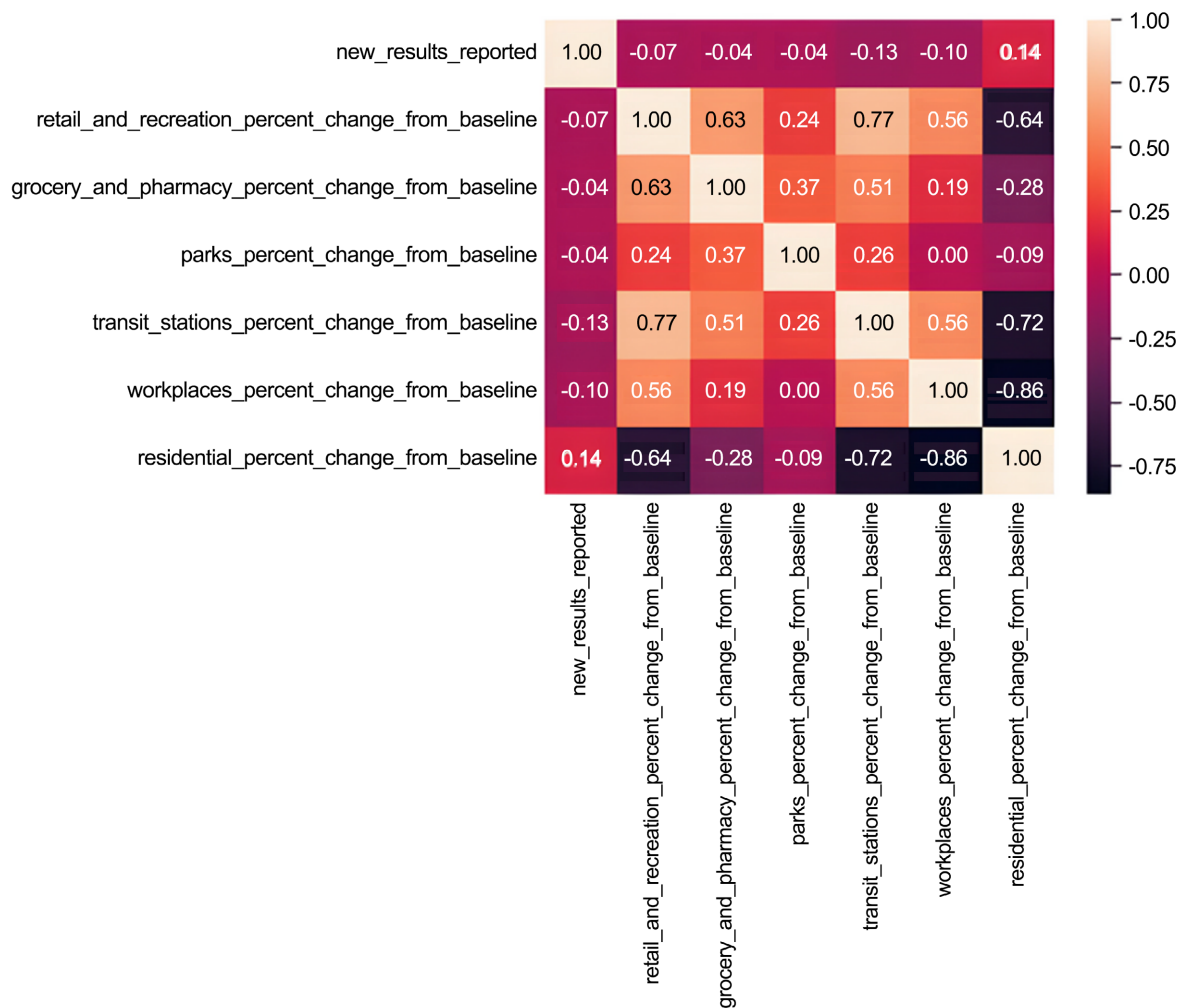 new_results_reported 1.00 -0.07 -0.04 -0.04 -0.13 -0.10 0.14
retail_and_recreation_percent_change_from_baseline -0.07 1.00 0.63 0.24 0.77 0.56 -0.64
grocery_and_pharmacy_percent_change_from_baseline -0.04 0.63 1.00 0.37 0.51 0.19 -0.28
parks_percent_change_from_baseline -0.04 0.24 0.37 1.00 0.26 0.00 -0.09
transit_stations_percent_change_from_baseline -0.13 0.77 0.51 0.26 1.00 0.56 -0.72
workplaces_percent_change_from_baseline -0.10 0.56 0.19 0.00 0.56 1.00 -0.86
residential_percent_change_from_baseline 0.14 -0.64 -0.28 -0.09 -0.72 -0.86 1.00
new_results_reported
retail_and_recreation_percent_change_from_baseline
grocery_and_pharmacy_percent_change_from_baseline
parks_percent_change_from_baseline
transit_stations_percent_change_from_baseline
workplaces_percent_change_from_baseline
residential_percent_change_from_baseline
1.00
0.75
0.50
0.25
0.00
-0.25
-0.50
-0.75